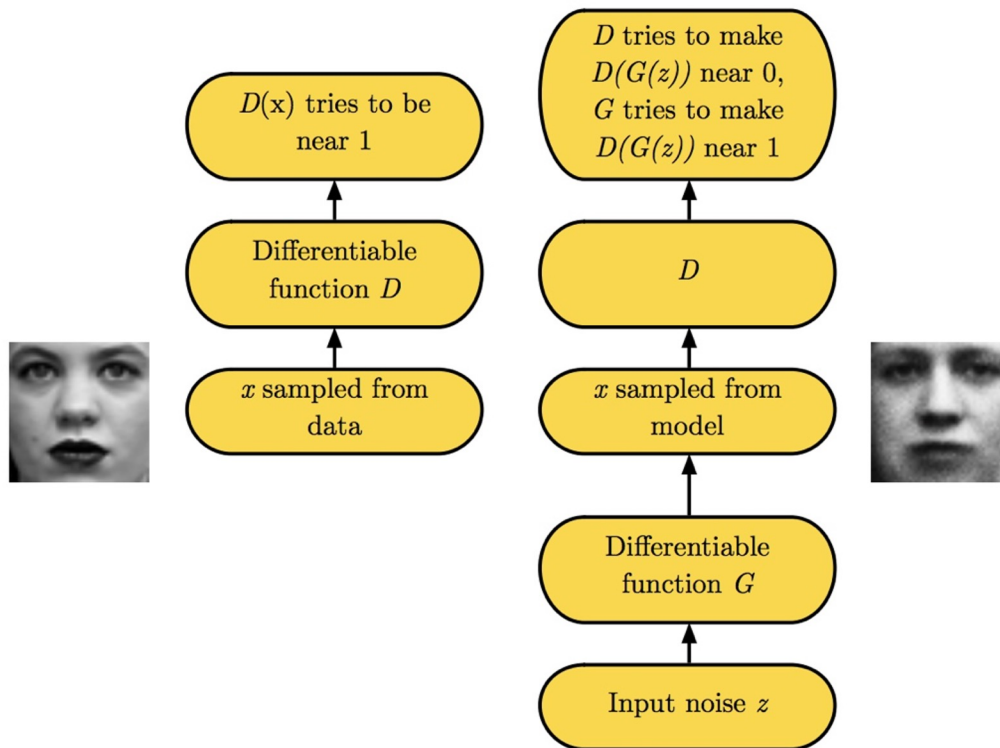 D(x) tries to be
near 1
Differentiable
function D
x sampled from
data
D tries to make
D(G(z)) near 0,
G tries to make
D(G(z)) near 1
D
x sampled from
model
Differentiable
function G
Input noise z